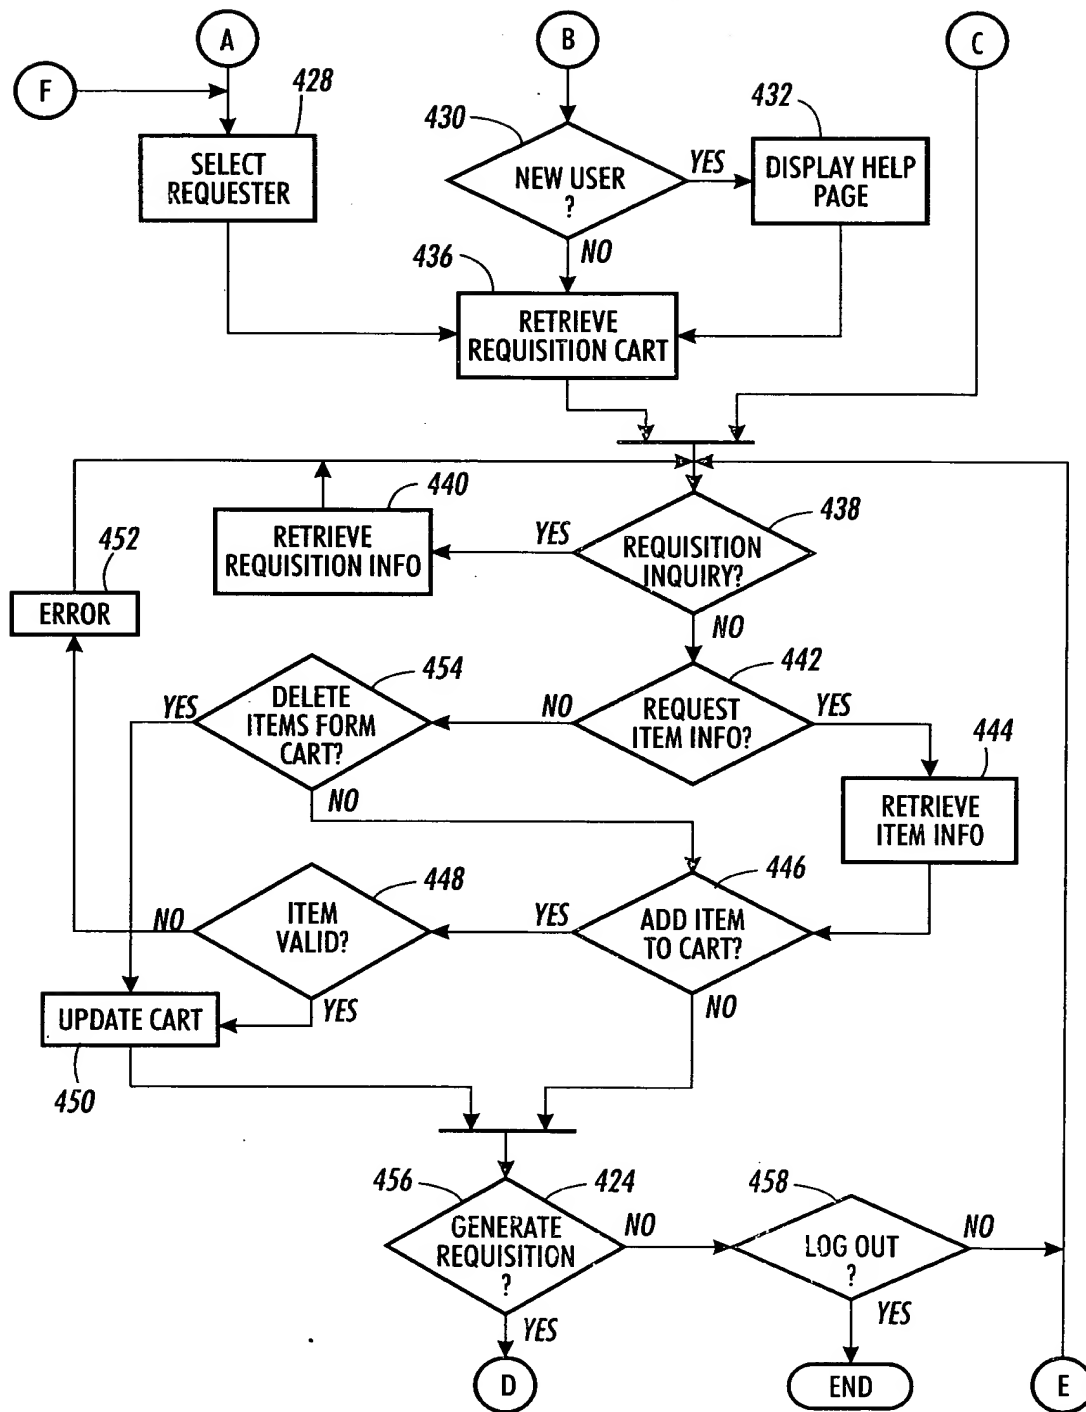 A
B
C
F
428
430
432
SELECT
REQUESTER
NEW USER
?
YES
DISPLAY HELP
PAGE
NO
436
RETRIEVE
REQUISITION CART
440
438
RETRIEVE
REQUISITION INFO
YES
REQUISITION
INQUIRY?
452
ERROR
NO
454
442
YES
DELETE
ITEMS FORM
CART?
NO
REQUEST
ITEM INFO?
YES
444
NO
RETRIEVE
ITEM INFO
448
446
NO
ITEM
VALID?
YES
ADD ITEM
TO CART?
YES
NO
UPDATE CART
450
456
424
458
GENERATE
REQUISITION
?
NO
LOG OUT
?
NO
YES
YES
D
END
E